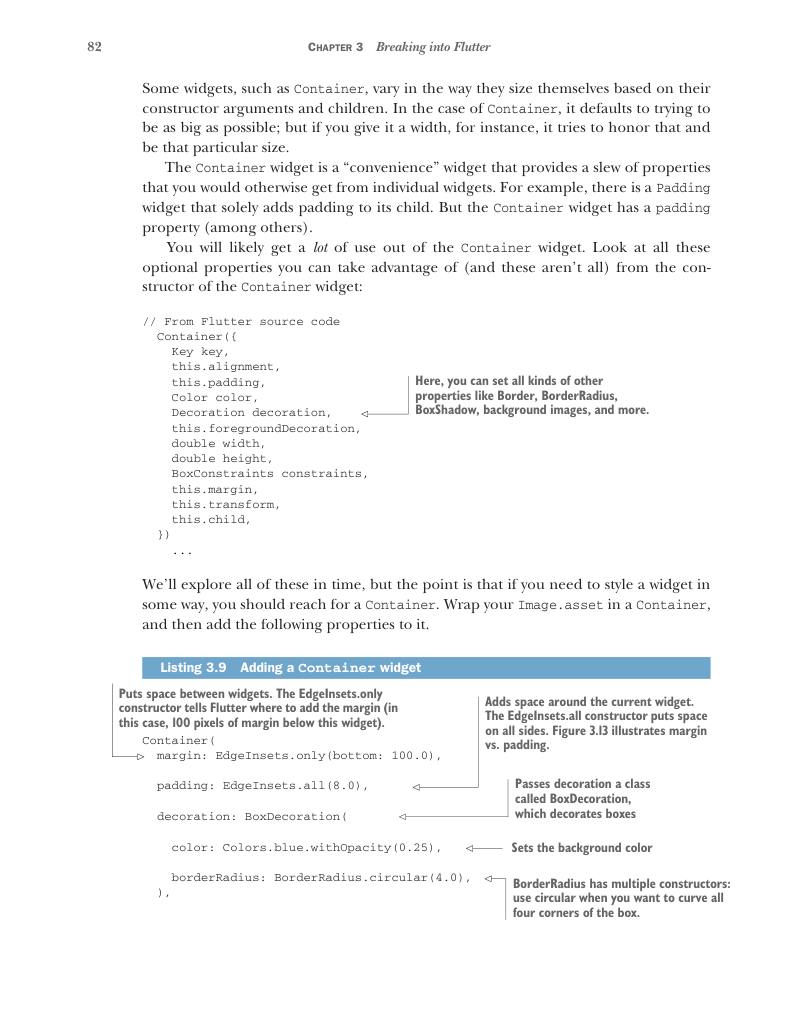 82
CHAPTER 3 Breaking into Flutter
Some widgets, such as Container, vary in the way they size themselves based on their
constructor arguments and children. In the case of Container, it defaults to trying to
be as big as possible; but if you give it a width, for instance, it tries to honor that and
be that particular size.
The Container widget is a “convenience” widget that provides a slew of properties
that you would otherwise get from individual widgets. For example, there is a Padding
widget that solely adds padding to its child. But the Container widget has a padding
property (among others).
You will likely get a lot of use out of the Container widget. Look at all these
optional properties you can take advantage of (and these aren’t all) from the con-
structor of the Container widget:
// From Flutter source code
Container({
Key key,
this.alignment,
this.padding,
Color color,
Decoration decoration,
this.foregroundDecoration,
double width,
double height,
BoxConstraints constraints,
this.margin,
this.transform,
this.child,
})
...
Here, you can set all kinds of other
properties like Border, BorderRadius,
BoxShadow, background images, and more.
We’ll explore all of these in time, but the point is that if you need to style a widget in
some way, you should reach for a Container. Wrap your Image.asset in a Container,
and then add the following properties to it.
Listing 3.9 Adding a Container widget
Puts space between widgets. The EdgeInsets.only
constructor tells Flutter where to add the margin (in
this case, 100 pixels of margin below this widget).
Container(
margin: EdgeInsets.only(bottom: 100.0),
Adds space around the current widget.
The EdgeInsets.all constructor puts space
on all sides. Figure 3.13 illustrates margin
vs. padding.
padding: EdgeInsets.all(8.0),
Passes decoration a class
called BoxDecoration,
which decorates boxes
decoration: BoxDecoration(
color: Colors.blue.withOpacity(0.25),
Sets the background color
borderRadius: BorderRadius.circular(4.0),
),
BorderRadius has multiple constructors:
use circular when you want to curve all
four corners of the box.